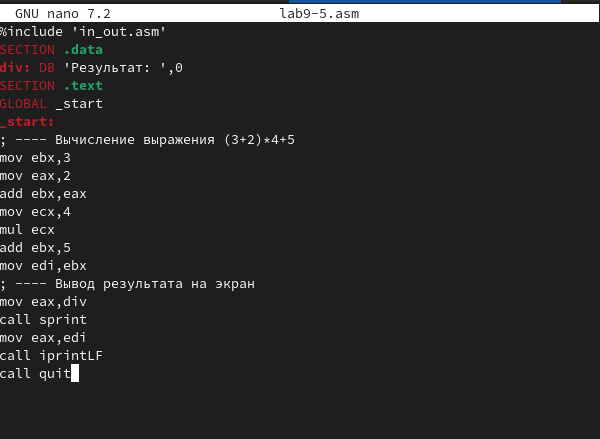 GNU nano 7.2 lab9-5.asm
%include 'in_out.asm'
SECTION .data
div: DB 'Результат: ',0
SECTION .text
GLOBAL _start
_start:
; ---- Вычисление выражения (3+2)*4+5
mov ebx,3
mov eax,2
add ebx,eax
mov ecx,4
mul ecx
add ebx,5
mov edi,ebx
; ---- Вывод результата на экран
mov eax,div
call sprint
mov eax,edi
call iprintLF
call quit